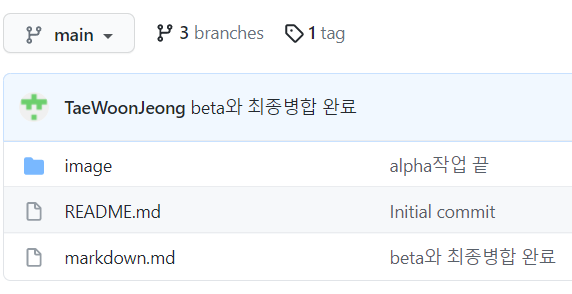 main 3 branches 1 tag
TaeWoonJeong beta와 최종병합 완료
image alpha작업 끝
README.md Initial commit
markdown.md beta와 최종병합 완료